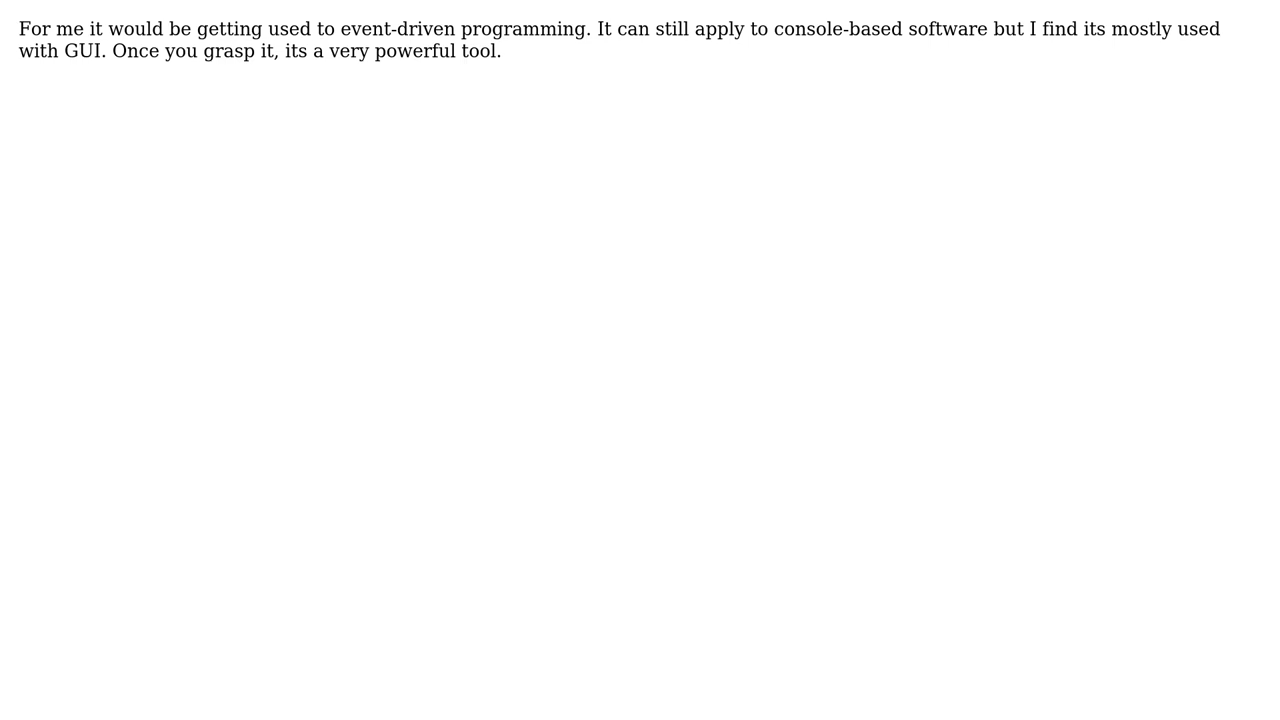 For me it would be getting used to event-driven programming. It can still apply to console-based software but I find its mostly used
with GUI. Once you grasp it, its a very powerful tool.